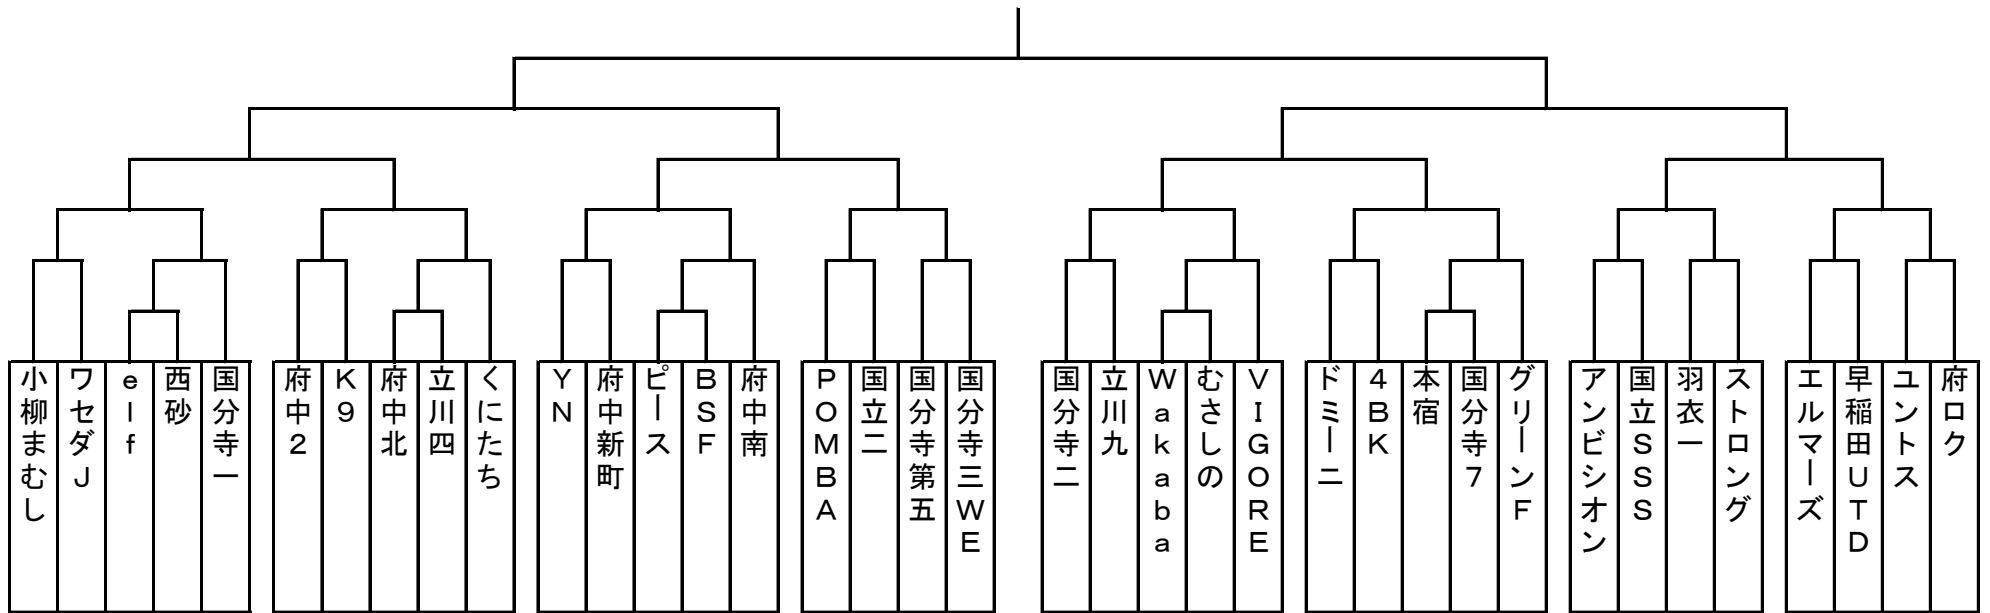 小柳まむし
ワセダJ
elf
西砂
国分寺一
府中2
K9
府中北
立川四
くにたち
YN
府中新町
ピース
BSF
府中南
POMBA
国立二
国分寺第五
国分寺三WE
国分寺二
立川九
Wakaba
むさしの
VIGORE
ドミーニ
4BK
本宿
国分寺7
グリーンF
アンビシオン
国立SSS
羽衣一
ストロング
エルマーズ
早稲田UTD
ユントス
府ロク